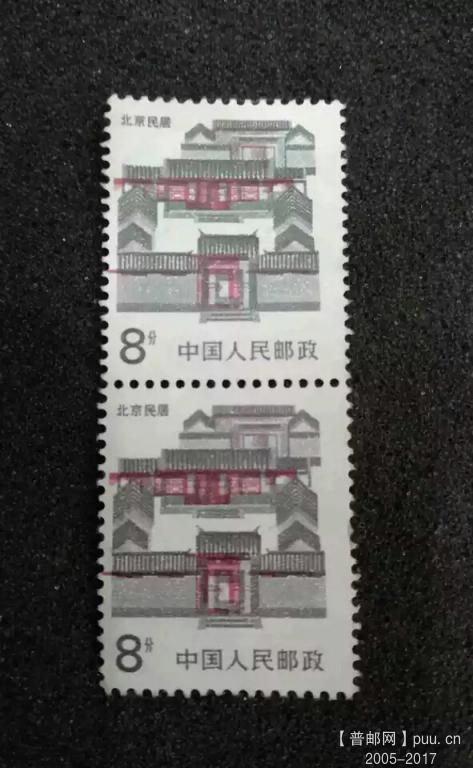 北京民居
8分
中国人民邮政
北京民居
8分
中国人民邮政
【普邮网】puu.cn
2005-2017